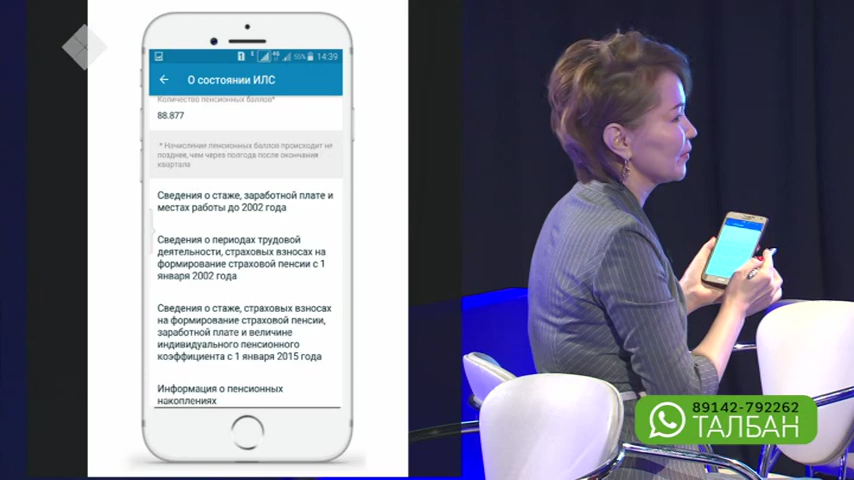 1 4G 55% 14:39
О состоянии ИЛС
Количество пенсионных баллов*
88.877
* Начисление пенсионных баллов происходит не
позднее, чем через полгода после окончания
квартала
Сведения о стаже, заработной плате и
местах работы до 2002 года
Сведения о периодах трудовой
деятельности, страховых взносах на
формирование страховой пенсии с 1
января 2002 года
Сведения о стаже, страховых взносах
на формирование страховой пенсии,
заработной плате и величине
индивидуального пенсионного
коэффициента с 1 января 2015 года
Информация о пенсионных
накоплениях
89142-792262
ТАЛБАН